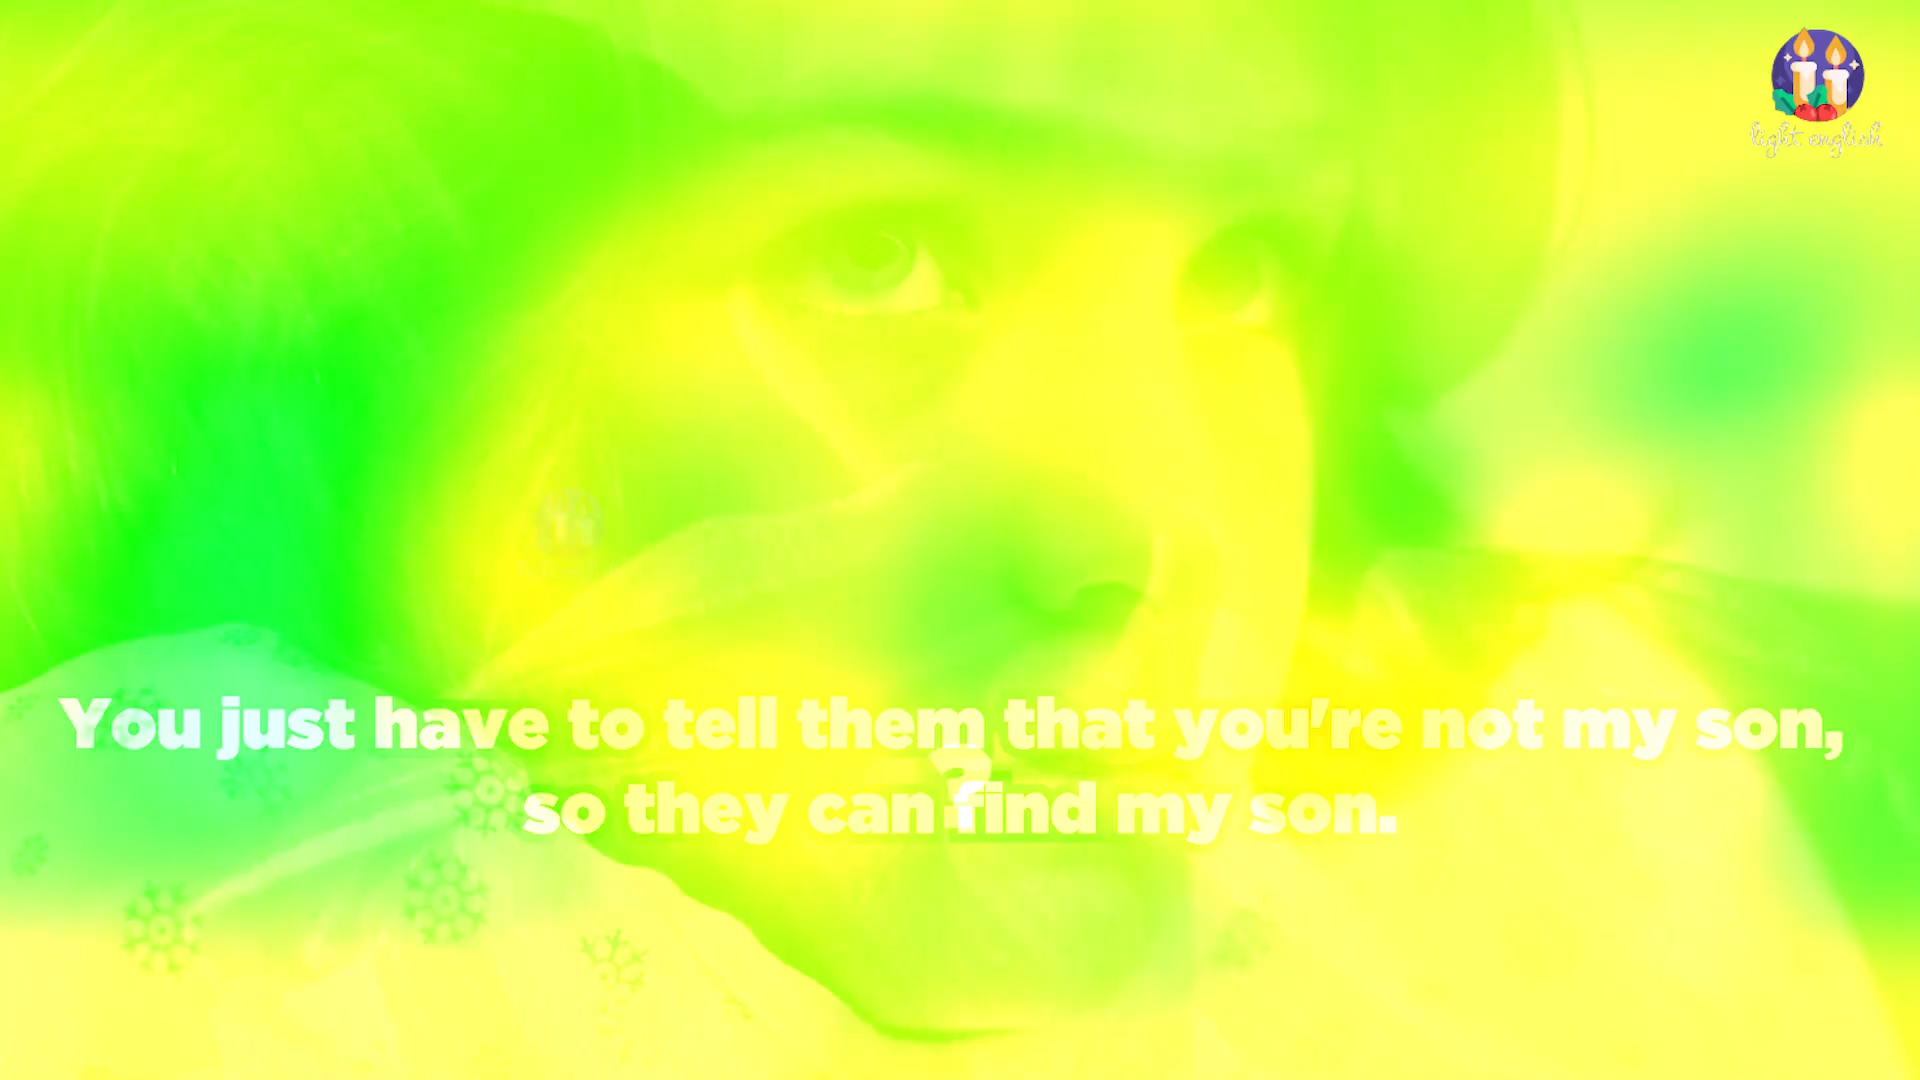 light english
You just have to tell them that you're not my son,
?
so they can find my son.